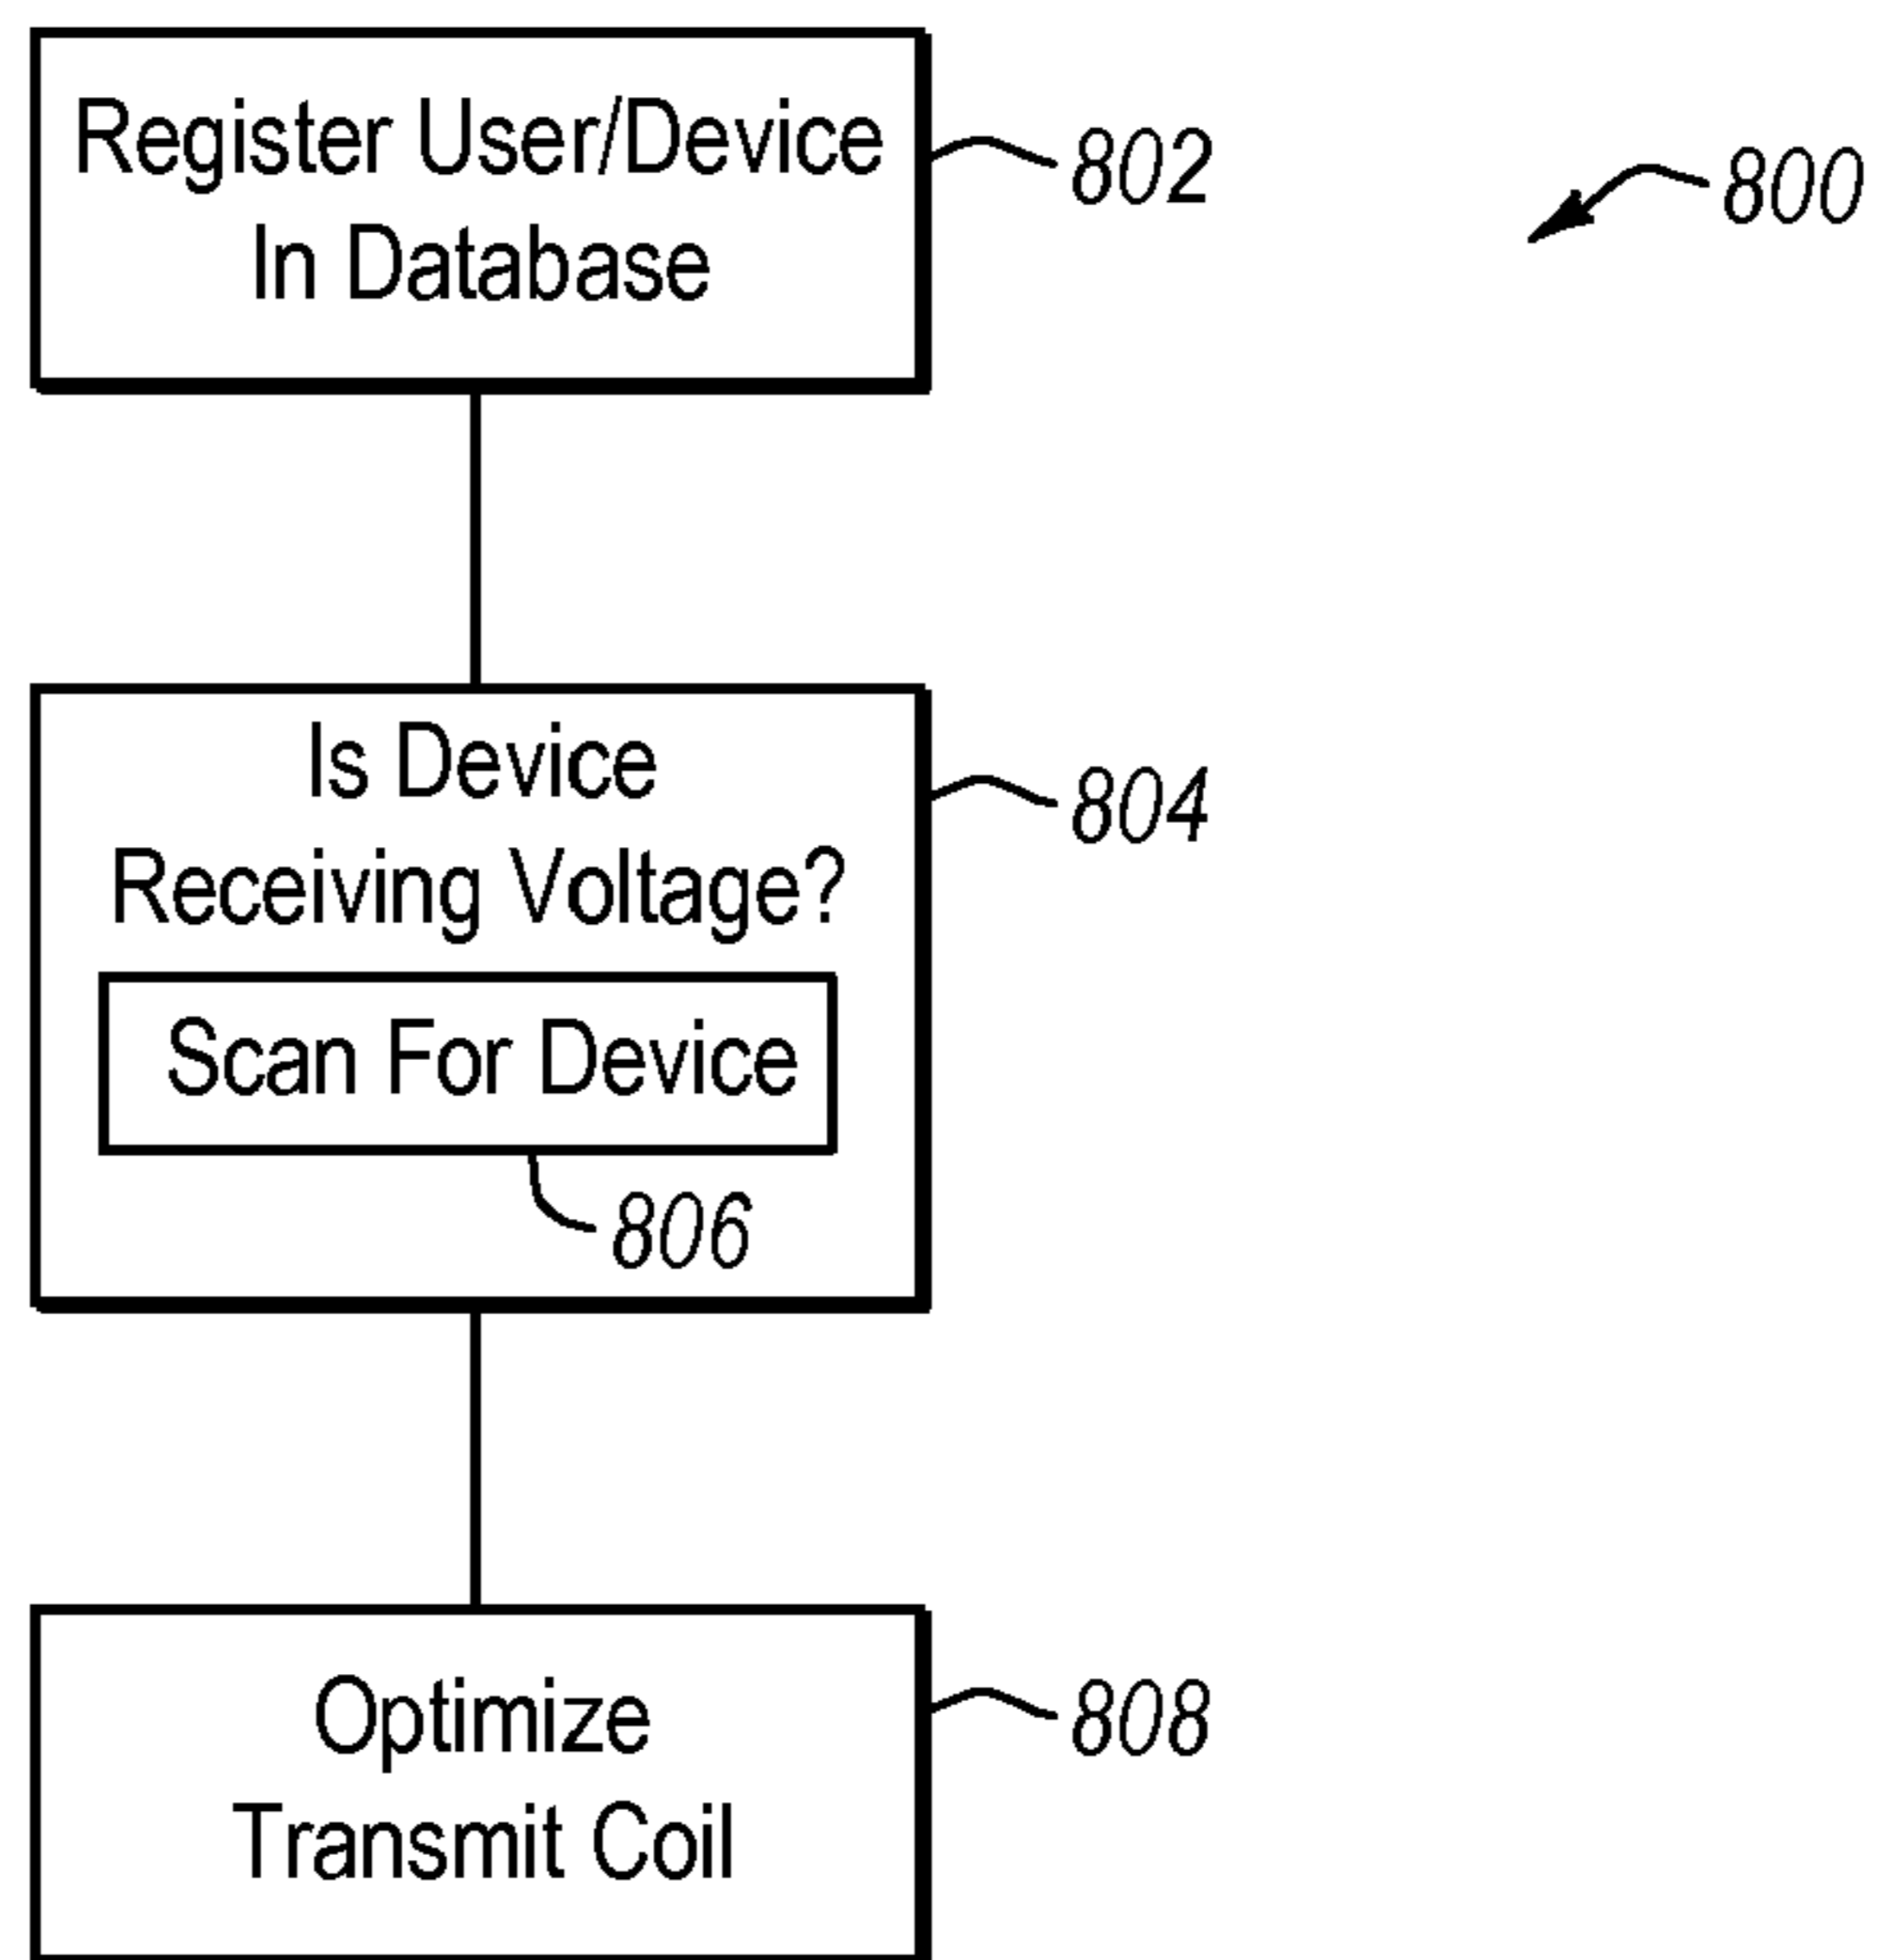 Register User/Device
In Database
802
800
Is Device
Receiving Voltage?
804
Scan For Device
806
Optimize
Transmit Coil
808